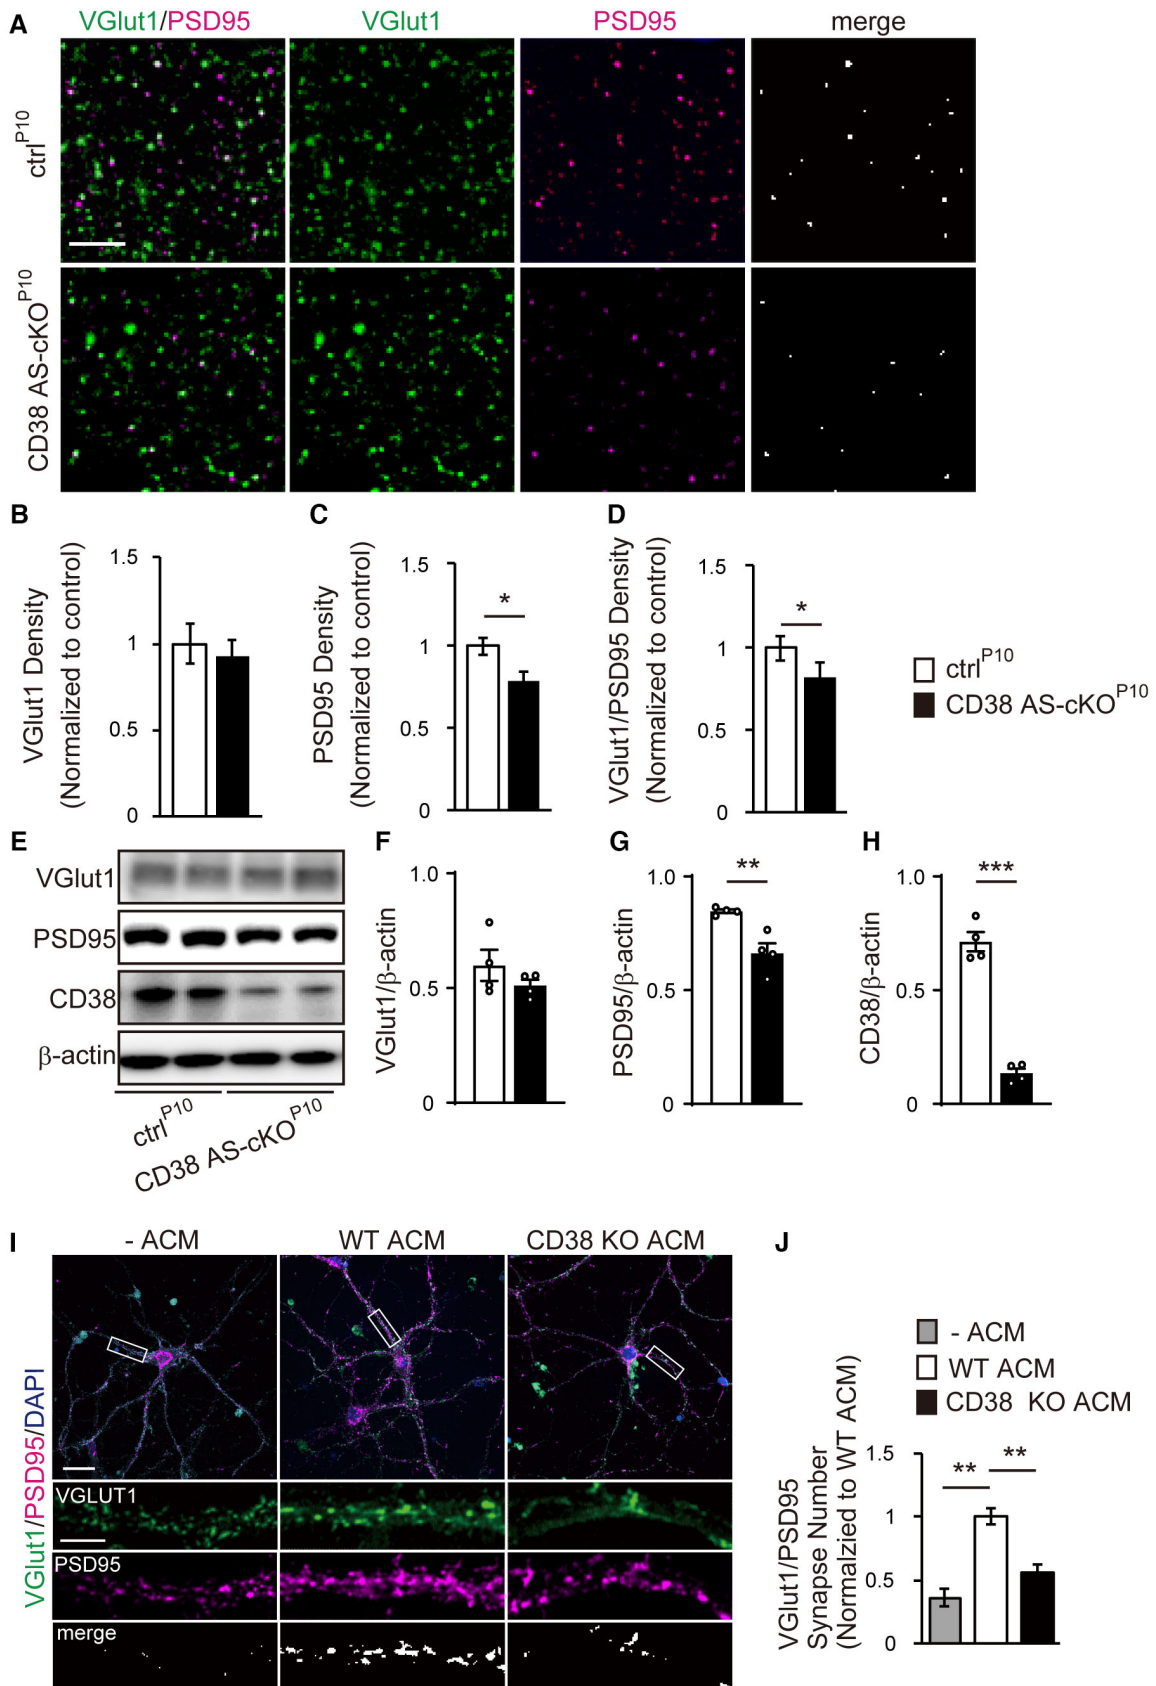 A
VGlut1/PSD95
VGlut1
PSD95
merge
ctrl^P10
CD38 AS-cKO^P10
B
VGlut1 Density
(Normalized to control)
1.5
1
0.5
0
C
PSD95 Density
(Normalized to control)
1.5
1
0.5
0
*
D
VGlut1/PSD95 Density
(Normalized to control)
1.5
1
0.5
0
*
ctrl^P10
CD38 AS-cKO^P10
E
VGlut1
PSD95
CD38
β-actin
ctrl^P10
CD38 AS-cKO^P10
F
VGlut1/β-actin
1.0
0.5
0
G
PSD95/β-actin
1.0
0.5
0
**
H
CD38/β-actin
1.0
0.5
0
***
I
- ACM
WT ACM
CD38 KO ACM
VGlut1/PSD95/DAPI
VGLUT1
PSD95
merge
J
- ACM
WT ACM
CD38 KO ACM
VGlut1/PSD95
Synapse Number
(Normalzied to WT ACM)
1.5
1
0.5
0
**
**